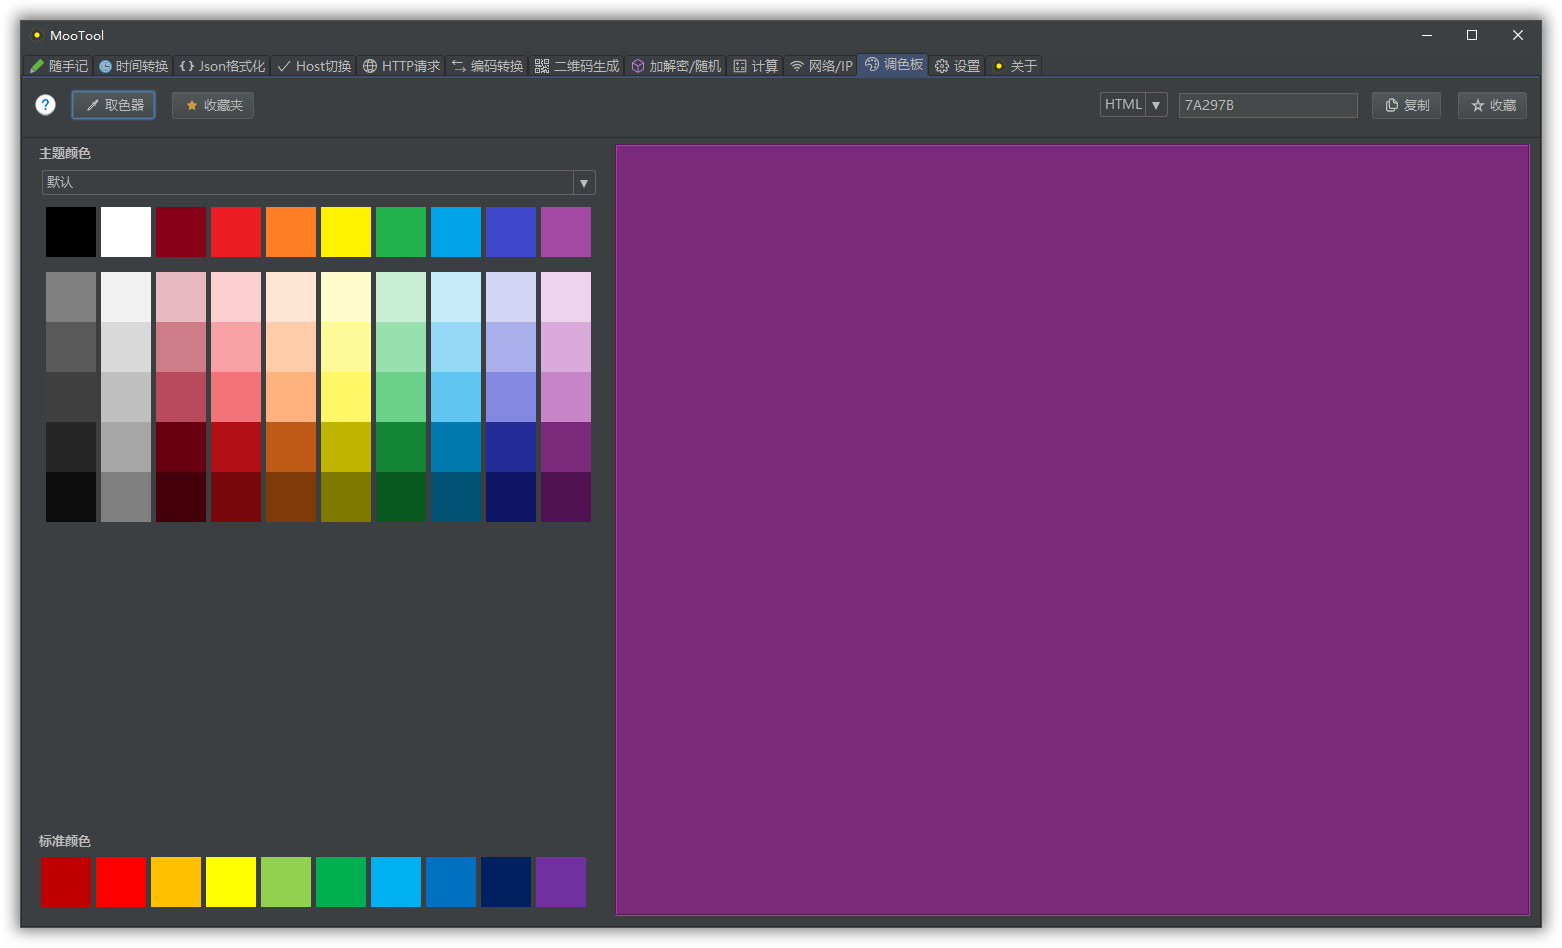 MooTool
随手记 时间转换 Json格式化 Host切换 HTTP请求 编码转换 二维码生成 加解密/随机 计算 网络/IP 调色板 设置 关于
? 取色器 收藏夹 HTML 7A297B 复制 收藏
主题颜色
默认
标准颜色